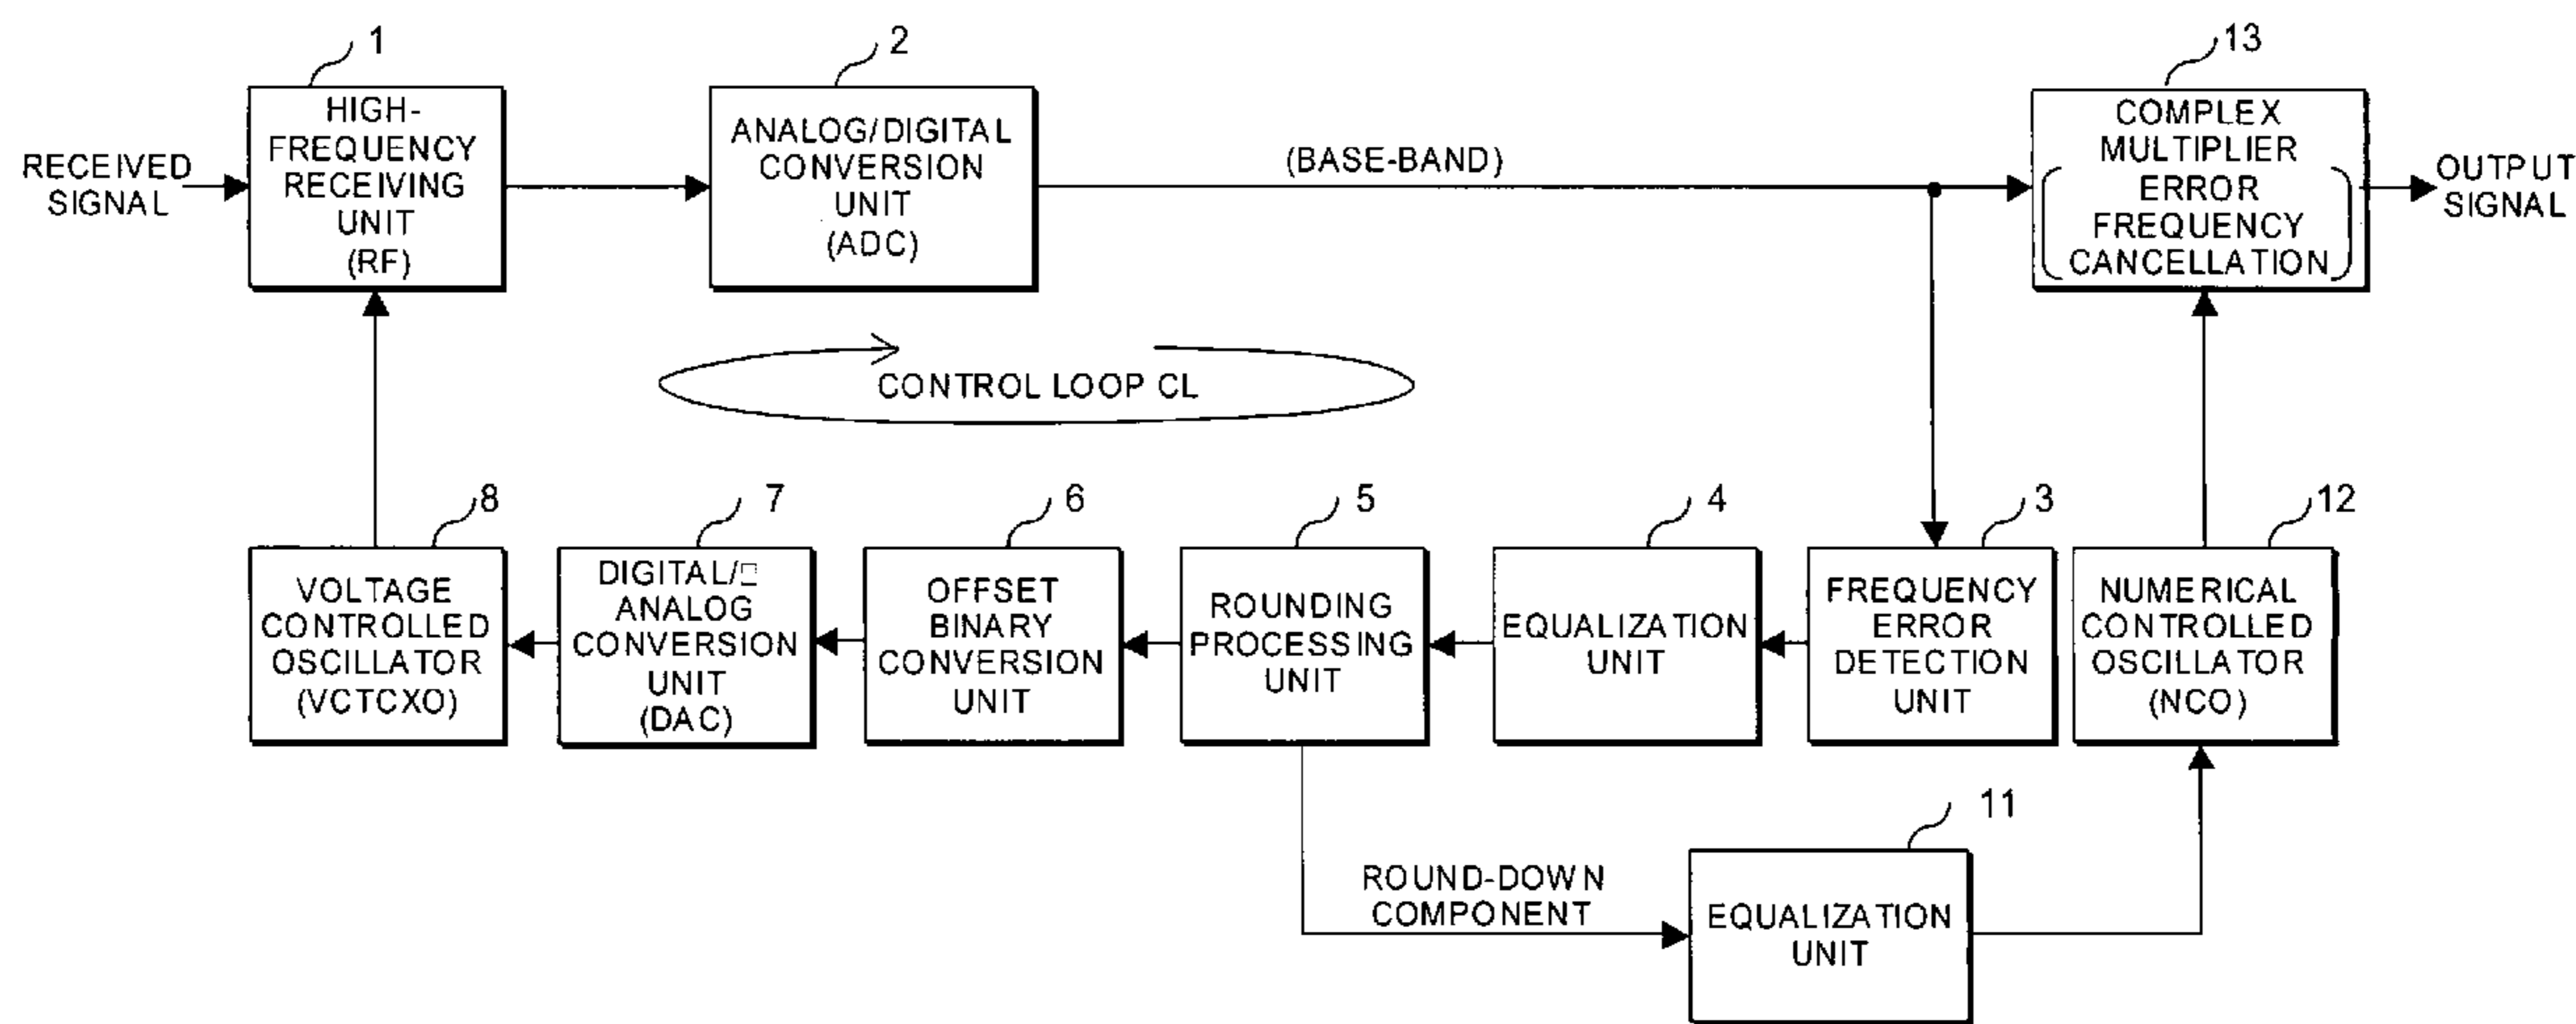 1
2
13
RECEIVED
SIGNAL
HIGH-
FREQUENCY
RECEIVING
UNIT
(RF)
ANALOG/DIGITAL
CONVERSION
UNIT
(ADC)
(BASE-BAND)
COMPLEX
MULTIPLIER
ERROR
FREQUENCY
CANCELLATION
OUTPUT
SIGNAL
CONTROL LOOP CL
8
7
6
5
4
3
12
VOLTAGE
CONTROLLED
OSCILLATOR
(VCTCXO)
DIGITAL/□
ANALOG
CONVERSION
UNIT
(DAC)
OFFSET
BINARY
CONVERSION
UNIT
ROUNDING
PROCESSING
UNIT
EQUALIZATION
UNIT
FREQUENCY
ERROR
DETECTION
UNIT
NUMERICAL
CONTROLLED
OSCILLATOR
(NCO)
11
ROUND-DOWN
COMPONENT
EQUALIZATION
UNIT